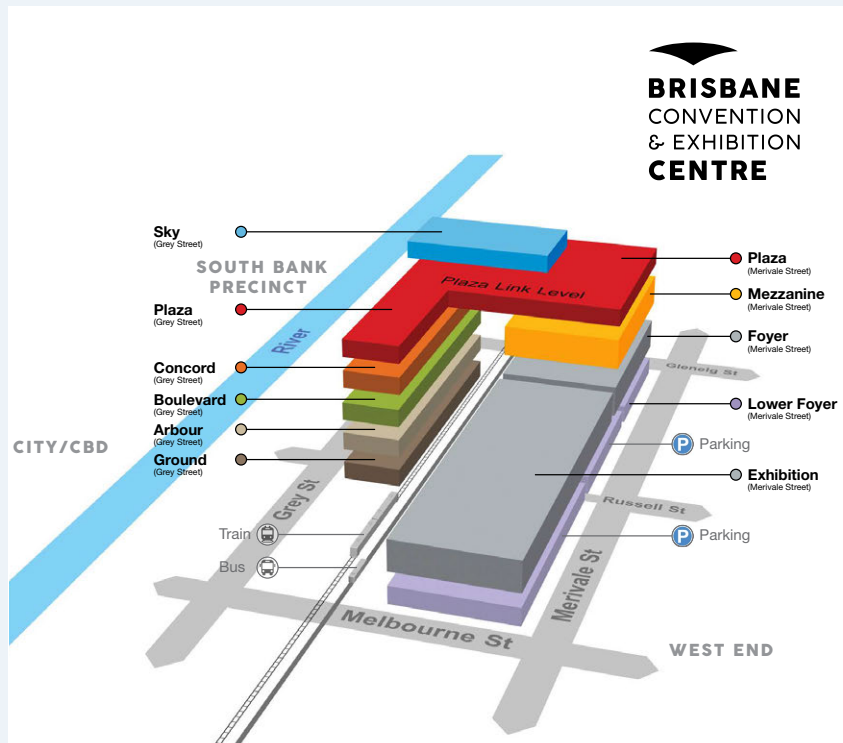 BRISBANE
CONVENTION
& EXHIBITION
CENTRE
Sky
(Grey Street)
SOUTH BANK
PRECINCT
Plaza
(Grey Street)
River
Concord
(Grey Street)
Boulevard
(Grey Street)
Arbour
(Grey Street)
Ground
(Grey Street)
CITY/CBD
Plaza Link Level
Plaza
(Merivale Street)
Mezzanine
(Merivale Street)
Foyer
(Merivale Street)
Glenelg St
Lower Foyer
(Merivale Street)
P Parking
Exhibition
(Merivale Street)
Russell St
P Parking
Grey St
Train
Bus
Merivale St
Melbourne St
WEST END